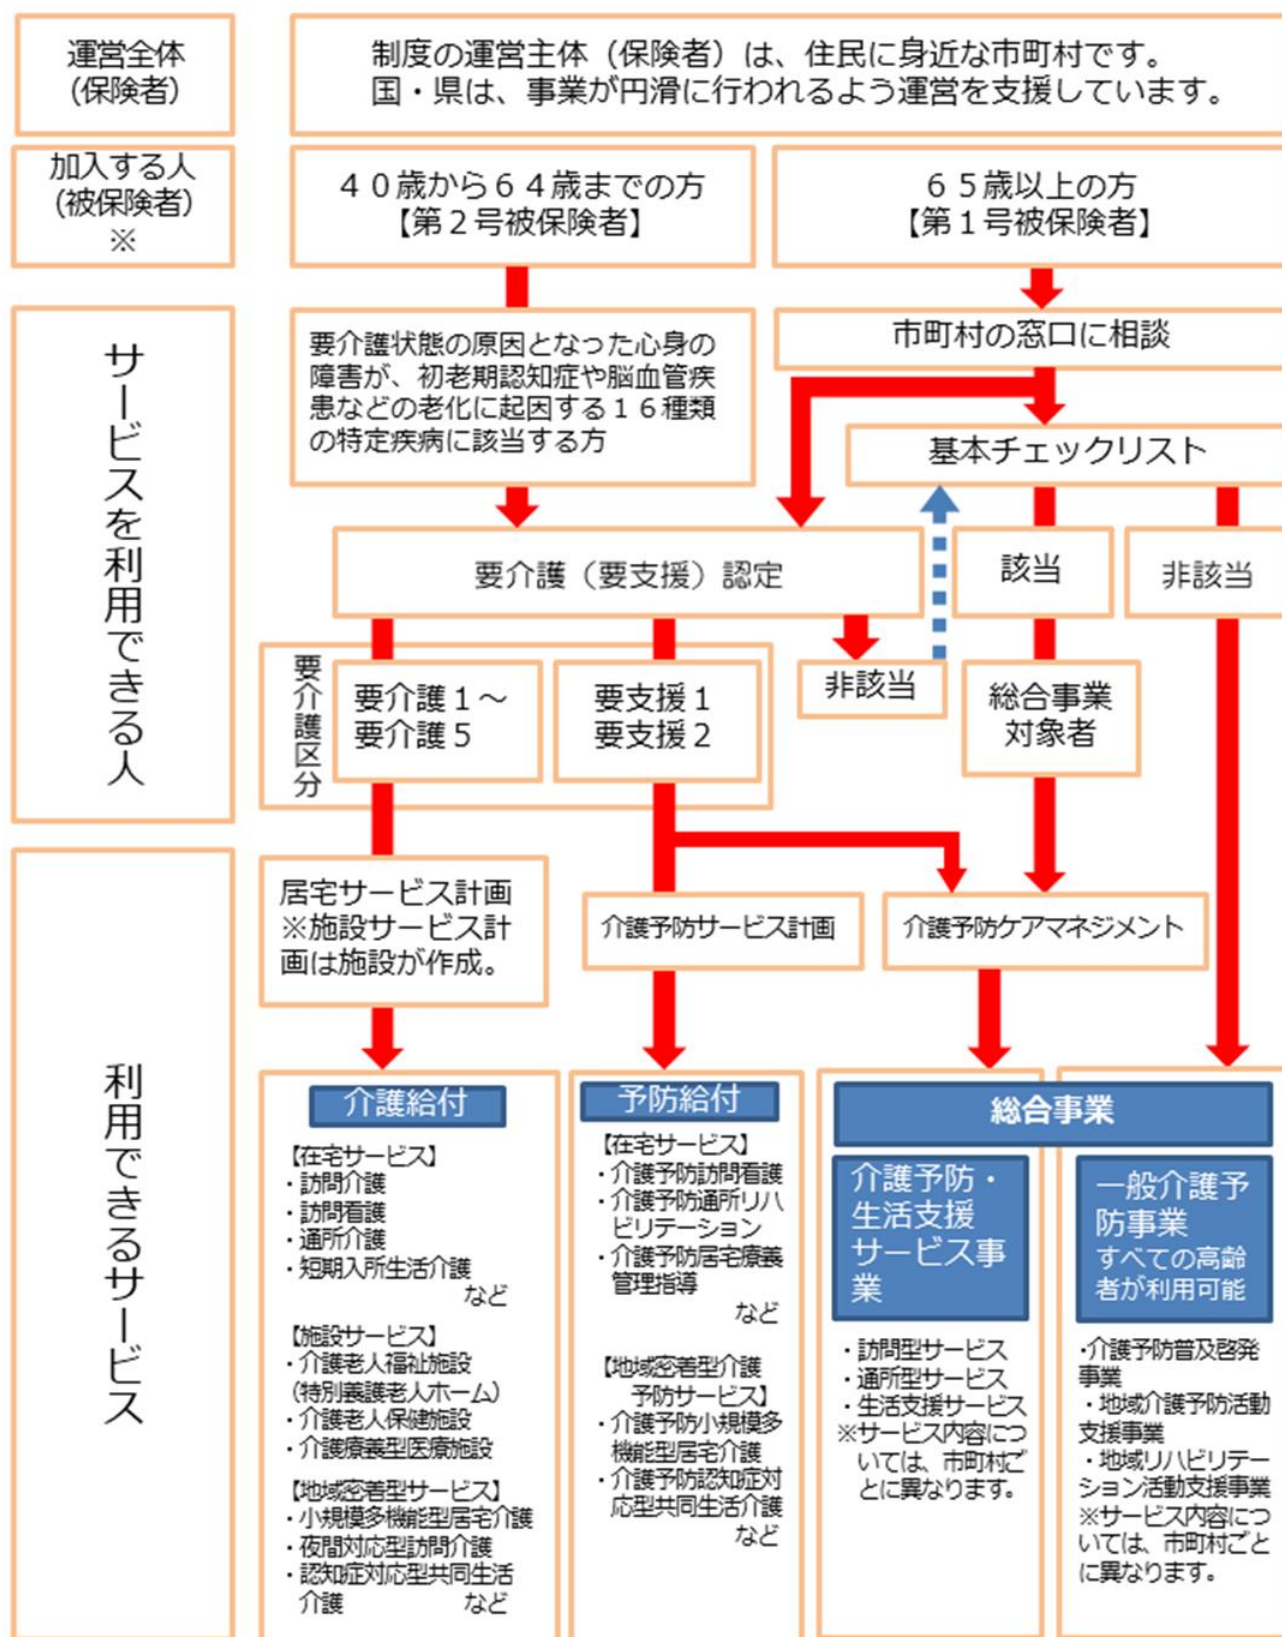 運営全体
(保険者)
制度の運営主体（保険者）は、住民に身近な市町村です。
国・県は、事業が円滑に行われるよう運営を支援しています。
加入する人
(被保険者)
※
４０歳から６４歳までの方
【第２号被保険者】
６５歳以上の方
【第１号被保険者】
サービスを利用できる人
要介護状態の原因となった心身の
障害が、初老期認知症や脳血管疾
患などの老化に起因する１６種類
の特定疾病に該当する方
市町村の窓口に相談
基本チェックリスト
要介護（要支援）認定
該当
非該当
要介護区分
要介護１～
要介護５
要支援１
要支援２
非該当
総合事業
対象者
利用できるサービス
居宅サービス計画
※施設サービス計
画は施設が作成。
介護予防サービス計画
介護予防ケアマネジメント
介護給付
【在宅サービス】
・訪問介護
・訪問看護
・通所介護
・短期入所生活介護
など
【施設サービス】
・介護老人福祉施設
(特別養護老人ホーム)
・介護老人保健施設
・介護療養型医療施設
【地域密着型サービス】
・小規模多機能型居宅介護
・夜間対応型訪問介護
・認知症対応型共同生活
介護　など
予防給付
【在宅サービス】
・介護予防訪問看護
・介護予防通所リハ
ビリテーション
・介護予防居宅療養
管理指導
など
【地域密着型介護
予防サービス】
・介護予防小規模多
機能型居宅介護
・介護予防認知症対
応型共同生活介護
など
総合事業
介護予防・
生活支援
サービス事
業
・訪問型サービス
・通所型サービス
・生活支援サービス
※サービス内容につ
いては、市町村ご
とに異なります。
一般介護予
防事業
すべての高齢
者が利用可能
・介護予防普及啓発
事業
・地域介護予防活動
支援事業
・地域リハビリテー
ション活動支援事業
※サービス内容につ
いては、市町村ごと
に異なります。